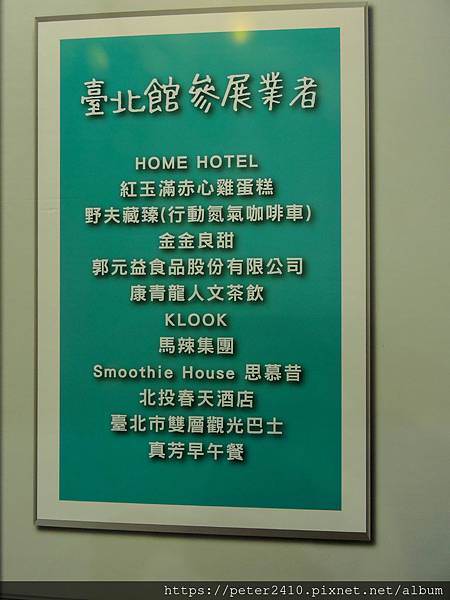 臺北館參展業者
HOME HOTEL
紅玉滿赤心雞蛋糕
野夫藏臻(行動氮氣咖啡車)
金金良甜
郭元益食品股份有限公司
康青龍人文茶飲
KLOOK
馬辣集團
Smoothie House 思慕昔
北投春天酒店
臺北市雙層觀光巴士
真芳早午餐
https://peter2410.pixnet.net/album